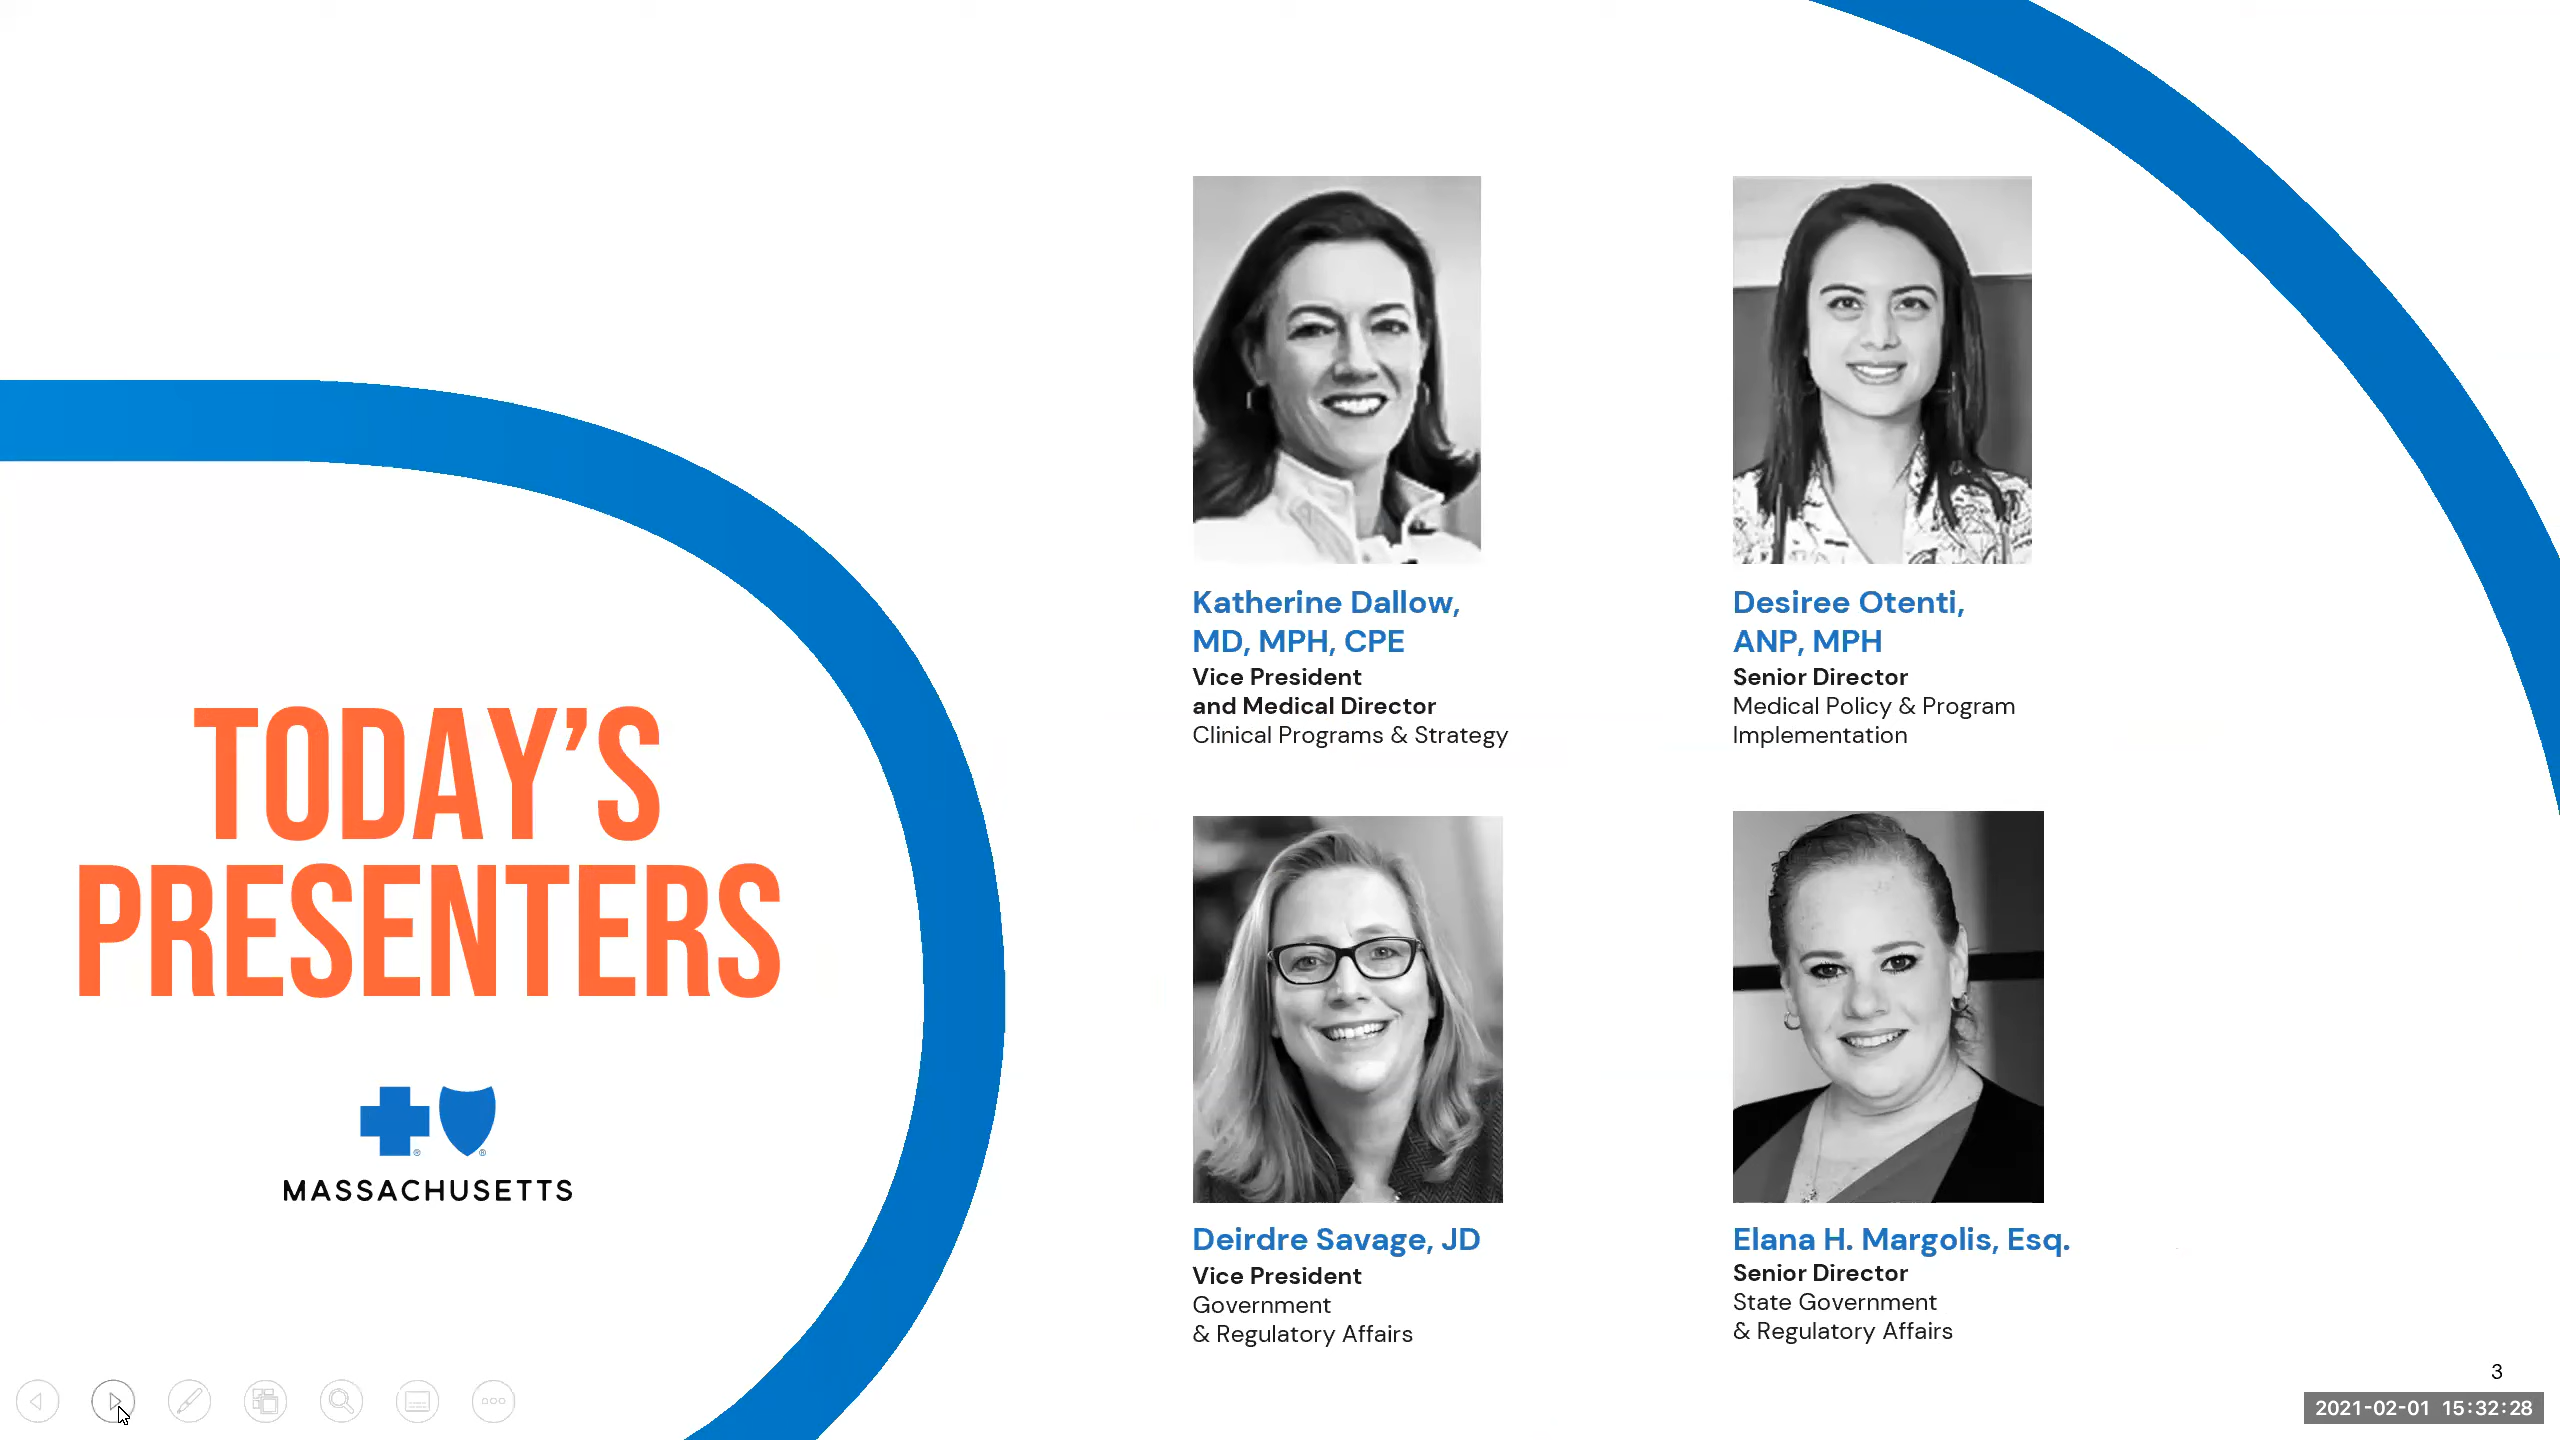 TODAY’S
PRESENTERS
® ®
MASSACHUSETTS
Katherine Dallow,
MD, MPH, CPE
Vice President
and Medical Director
Clinical Programs & Strategy
Desiree Otenti,
ANP, MPH
Senior Director
Medical Policy & Program
Implementation
Deirdre Savage, JD
Vice President
Government
& Regulatory Affairs
Elana H. Margolis, Esq.
Senior Director
State Government
& Regulatory Affairs
3
2021-02-01 15:32:28